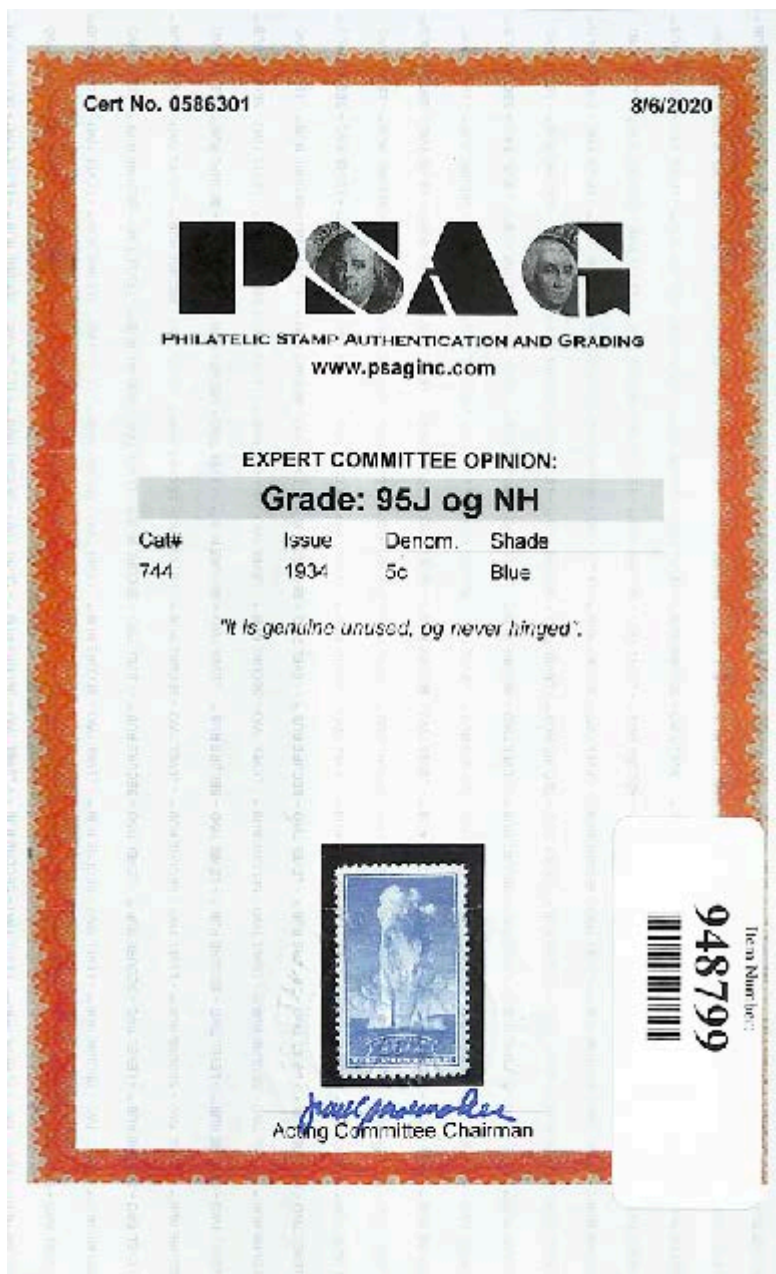 Cert No. 0586301 8/6/2020
PSAG
PHILATELIC STAMP AUTHENTICATION AND GRADING
www.psaginc.com
EXPERT COMMITTEE OPINION:
Grade: 95J og NH
Cat# Issue Denom. Shade
744 1934 5c Blue
"It is genuine unused, og never hinged".
Acting Committee Chairman
Item Number:
948799